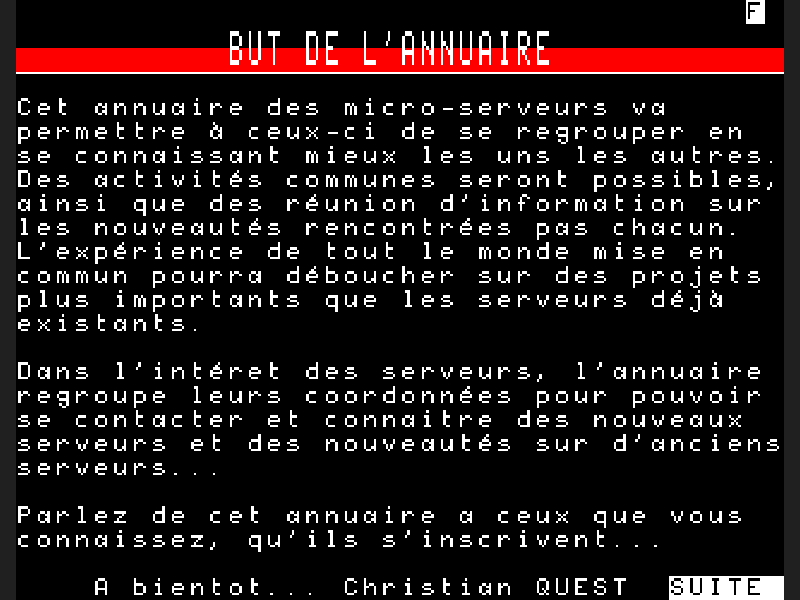 F
BUT DE L'ANNUAIRE
Cet annuaire des micro-serveurs va
permettre à ceux-ci de se regrouper en
se connaissant mieux les uns les autres.
Des activités communes seront possibles,
ainsi que des réunion d'information sur
les nouveautés rencontrées pas chacun.
L'expérience de tout le monde mise en
commun pourra déboucher sur des projets
plus importants que les serveurs déjà
existants.
Dans l'intéret des serveurs, l'annuaire
regroupe leurs coordonnées pour pouvoir
se contacter et connaitre des nouveaux
serveurs et des nouveautés sur d'anciens
serveurs...
Parlez de cet annuaire a ceux que vous
connaissez, qu'ils s'inscrivent...
A bientot... Christian QUEST SUITE